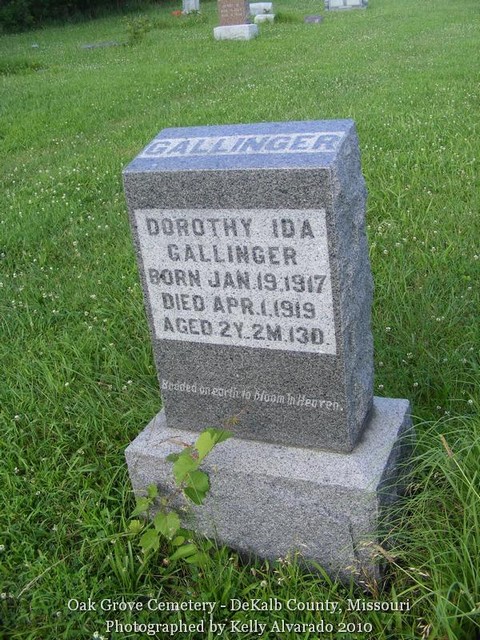 GALLINGER
DOROTHY IDA
GALLINGER
BORN JAN.19.1917
DIED APR.1.1919
AGED 2Y.2M.13D.
Budded on earth to bloom in Heaven.
Oak Grove Cemetery - DeKalb County, Missouri
Photographed by Kelly Alvarado 2010